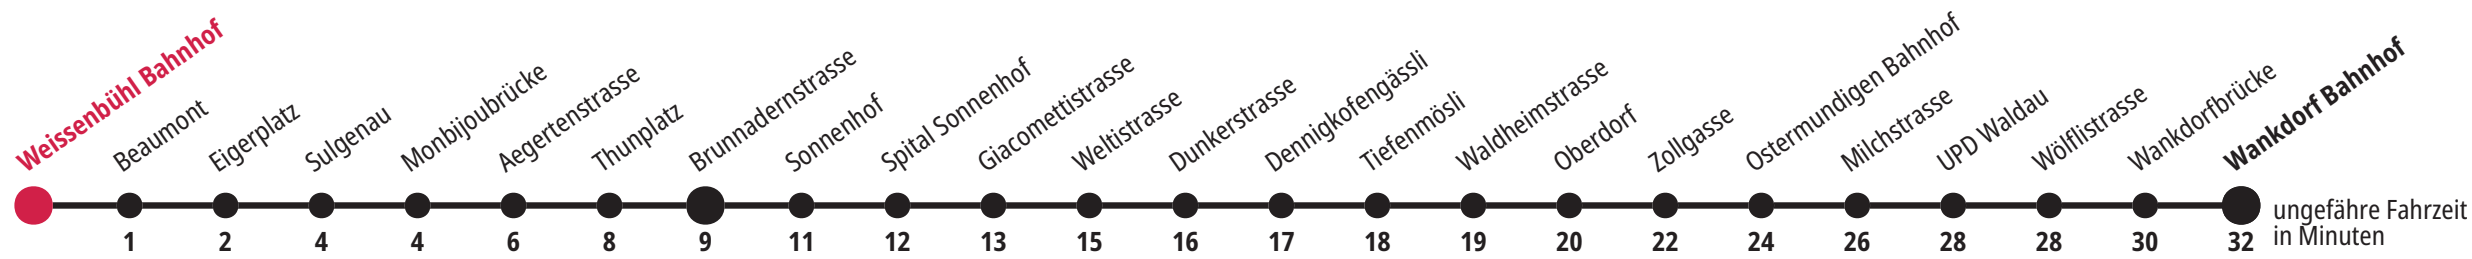 Weissenbühl Bahnhof
Beaumont
Eigerplatz
Sulgenau
Monbijoubrücke
Aegertenstrasse
Thunplatz
Brunnadernstrasse
Sonnenhof
Spital Sonnenhof
Giacomettistrasse
Weltistrasse
Dunkerstrasse
Dennigkofengässli
Tiefenmösli
Waldheimstrasse
Oberdorf
Zollgasse
Ostermundigen Bahnhof
Milchstrasse
UPD Waldau
Wölflistrasse
Wankdorfbrücke
Wankdorf Bahnhof
1 2 4 4 6 8 9 11 12 13 15 16 17 18 19 20 22 24 26 28 28 30 32
ungefähre Fahrzeit
in Minuten